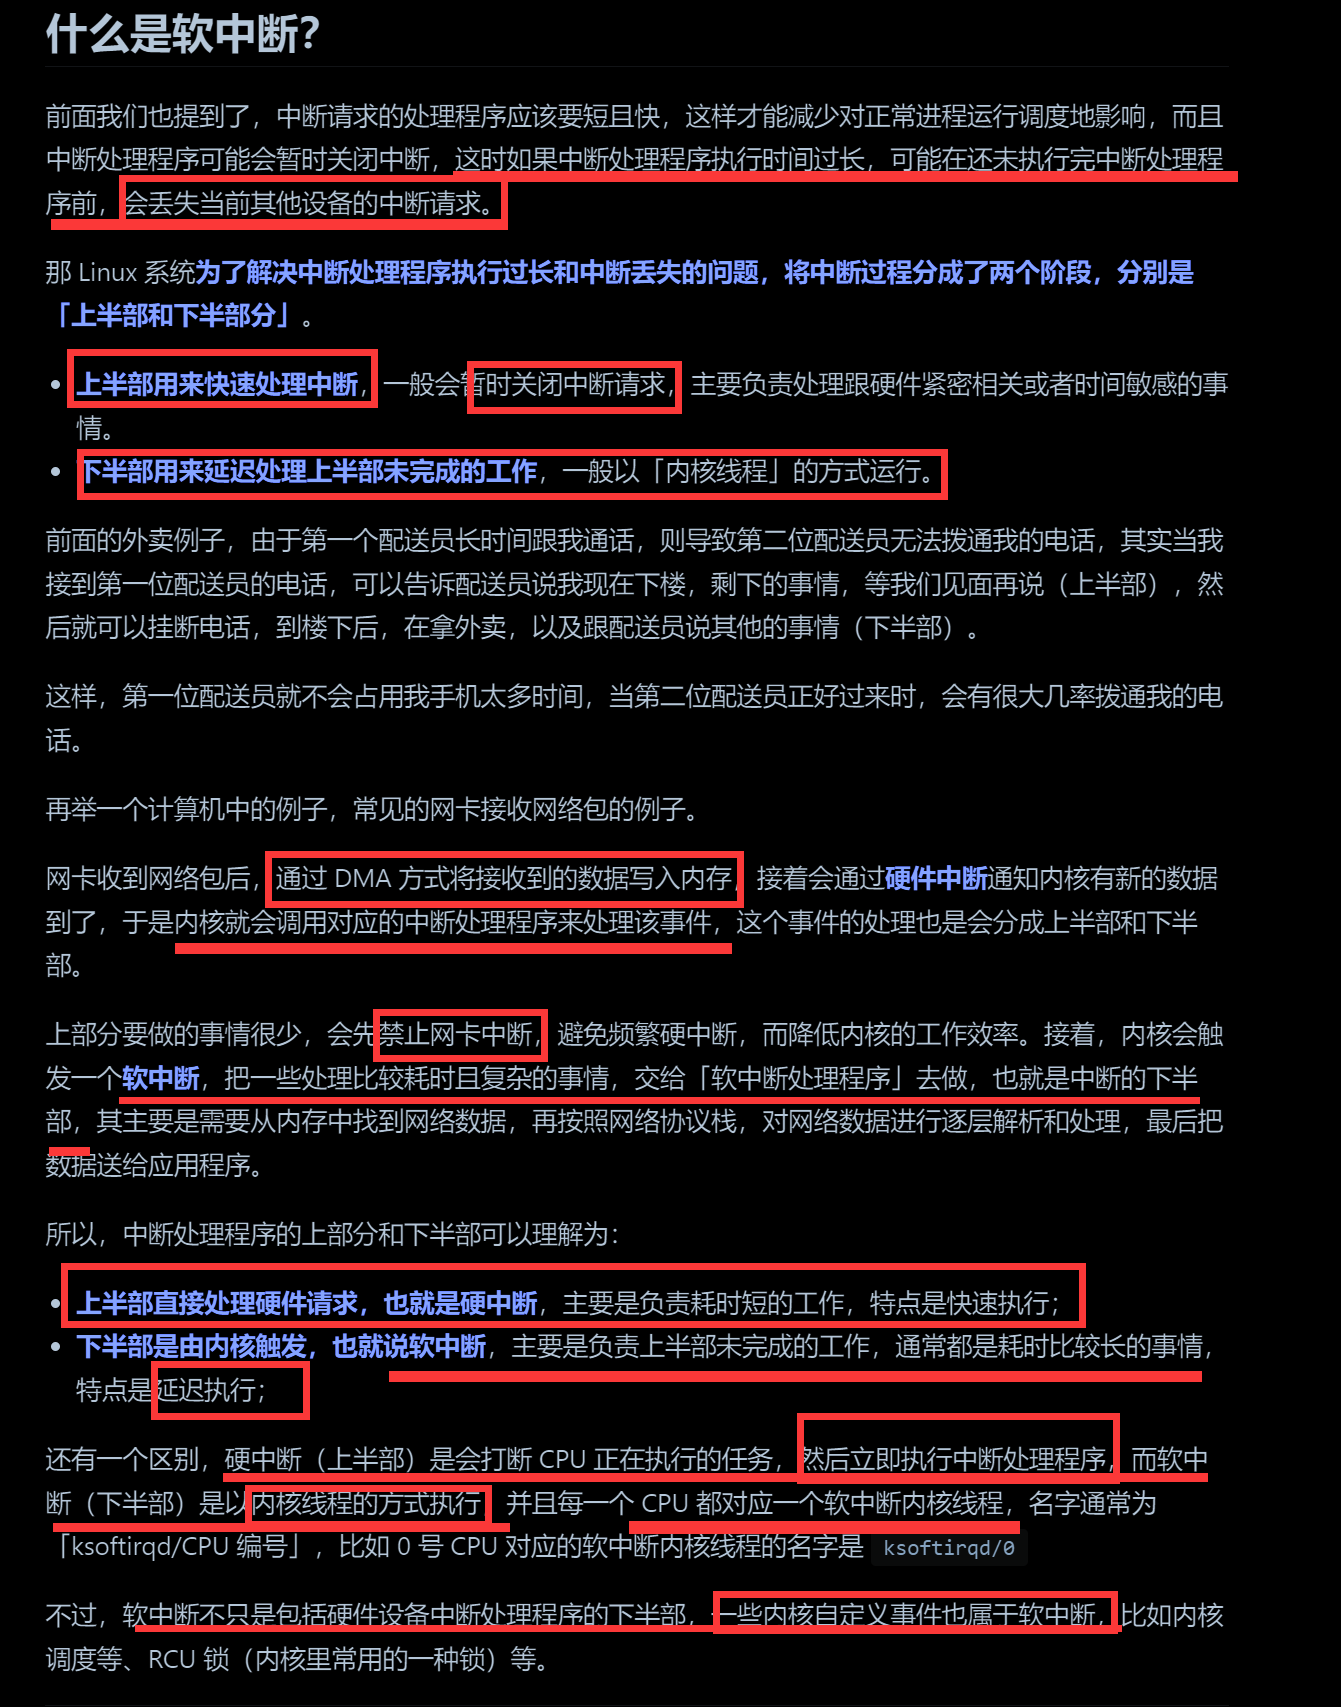 什么是软中断？
前面我们也提到了，中断请求的处理程序应该要短且快，这样才能减少对正常进程运行调度地影响，而且
中断处理程序可能会暂时关闭中断，这时如果中断处理程序执行时间过长，可能在还未执行完中断处理程
序前，会丢失当前其他设备的中断请求。
那 Linux 系统为了解决中断处理程序执行过长和中断丢失的问题，将中断过程分成了两个阶段，分别是
「上半部和下半部分」。
• 上半部用来快速处理中断，一般会暂时关闭中断请求，主要负责处理跟硬件紧密相关或者时间敏感的事
情。
• 下半部用来延迟处理上半部未完成的工作，一般以「内核线程」的方式运行。
前面的外卖例子，由于第一个配送员长时间跟我通话，则导致第二位配送员无法拨通我的电话，其实当我
接到第一位配送员的电话，可以告诉配送员说我现在下楼，剩下的事情，等我们见面再说（上半部），然
后就可以挂断电话，到楼下后，在拿外卖，以及跟配送员说其他的事情（下半部）。
这样，第一位配送员就不会占用我手机太多时间，当第二位配送员正好过来时，会有很大几率拨通我的电
话。
再举一个计算机中的例子，常见的网卡接收网络包的例子。
网卡收到网络包后，通过 DMA 方式将接收到的数据写入内存，接着会通过硬件中断通知内核有新的数据
到了，于是内核就会调用对应的中断处理程序来处理该事件，这个事件的处理也是会分成上半部和下半
部。
上部分要做的事情很少，会先禁止网卡中断，避免频繁硬中断，而降低内核的工作效率。接着，内核会触
发一个软中断，把一些处理比较耗时且复杂的事情，交给「软中断处理程序」去做，也就是中断的下半
部，其主要是需要从内存中找到网络数据，再按照网络协议栈，对网络数据进行逐层解析和处理，最后把
数据送给应用程序。
所以，中断处理程序的上部分和下半部可以理解为：
• 上半部直接处理硬件请求，也就是硬中断，主要是负责耗时短的工作，特点是快速执行；
• 下半部是由内核触发，也就说软中断，主要是负责上半部未完成的工作，通常都是耗时比较长的事情，
特点是延迟执行；
还有一个区别，硬中断（上半部）是会打断 CPU 正在执行的任务，然后立即执行中断处理程序，而软中
断（下半部）是以内核线程的方式执行，并且每一个 CPU 都对应一个软中断内核线程，名字通常为
「ksoftirqd/CPU 编号」，比如 0 号 CPU 对应的软中断内核线程的名字是 ksoftirqd/0
不过，软中断不只是包括硬件设备中断处理程序的下半部，一些内核自定义事件也属于软中断，比如内核
调度等、RCU 锁（内核里常用的一种锁）等。